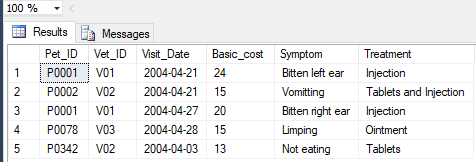 100 %
Results Messages
Pet_ID Vet_ID Visit_Date Basic_cost Symptom Treatment
1 P0001 V01 2004-04-21 24 Bitten left ear Injection
2 P0002 V02 2004-04-21 15 Vomitting Tablets and Injection
3 P0001 V01 2004-04-27 20 Bitten right ear Injection
4 P0078 V03 2004-04-28 15 Limping Ointment
5 P0342 V02 2004-04-03 13 Not eating Tablets